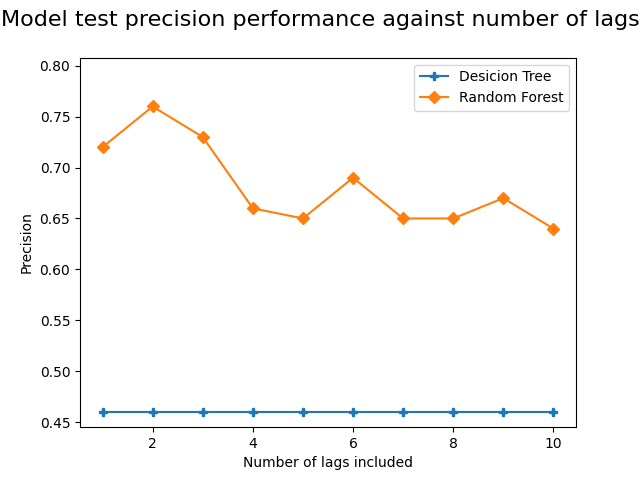 Model test precision performance against number of lags
0.80
Desicion Tree
Random Forest
0.75
0.70
0.65
0.60
0.55
0.50
0.45
Precision
2 4 6 8 10
Number of lags included